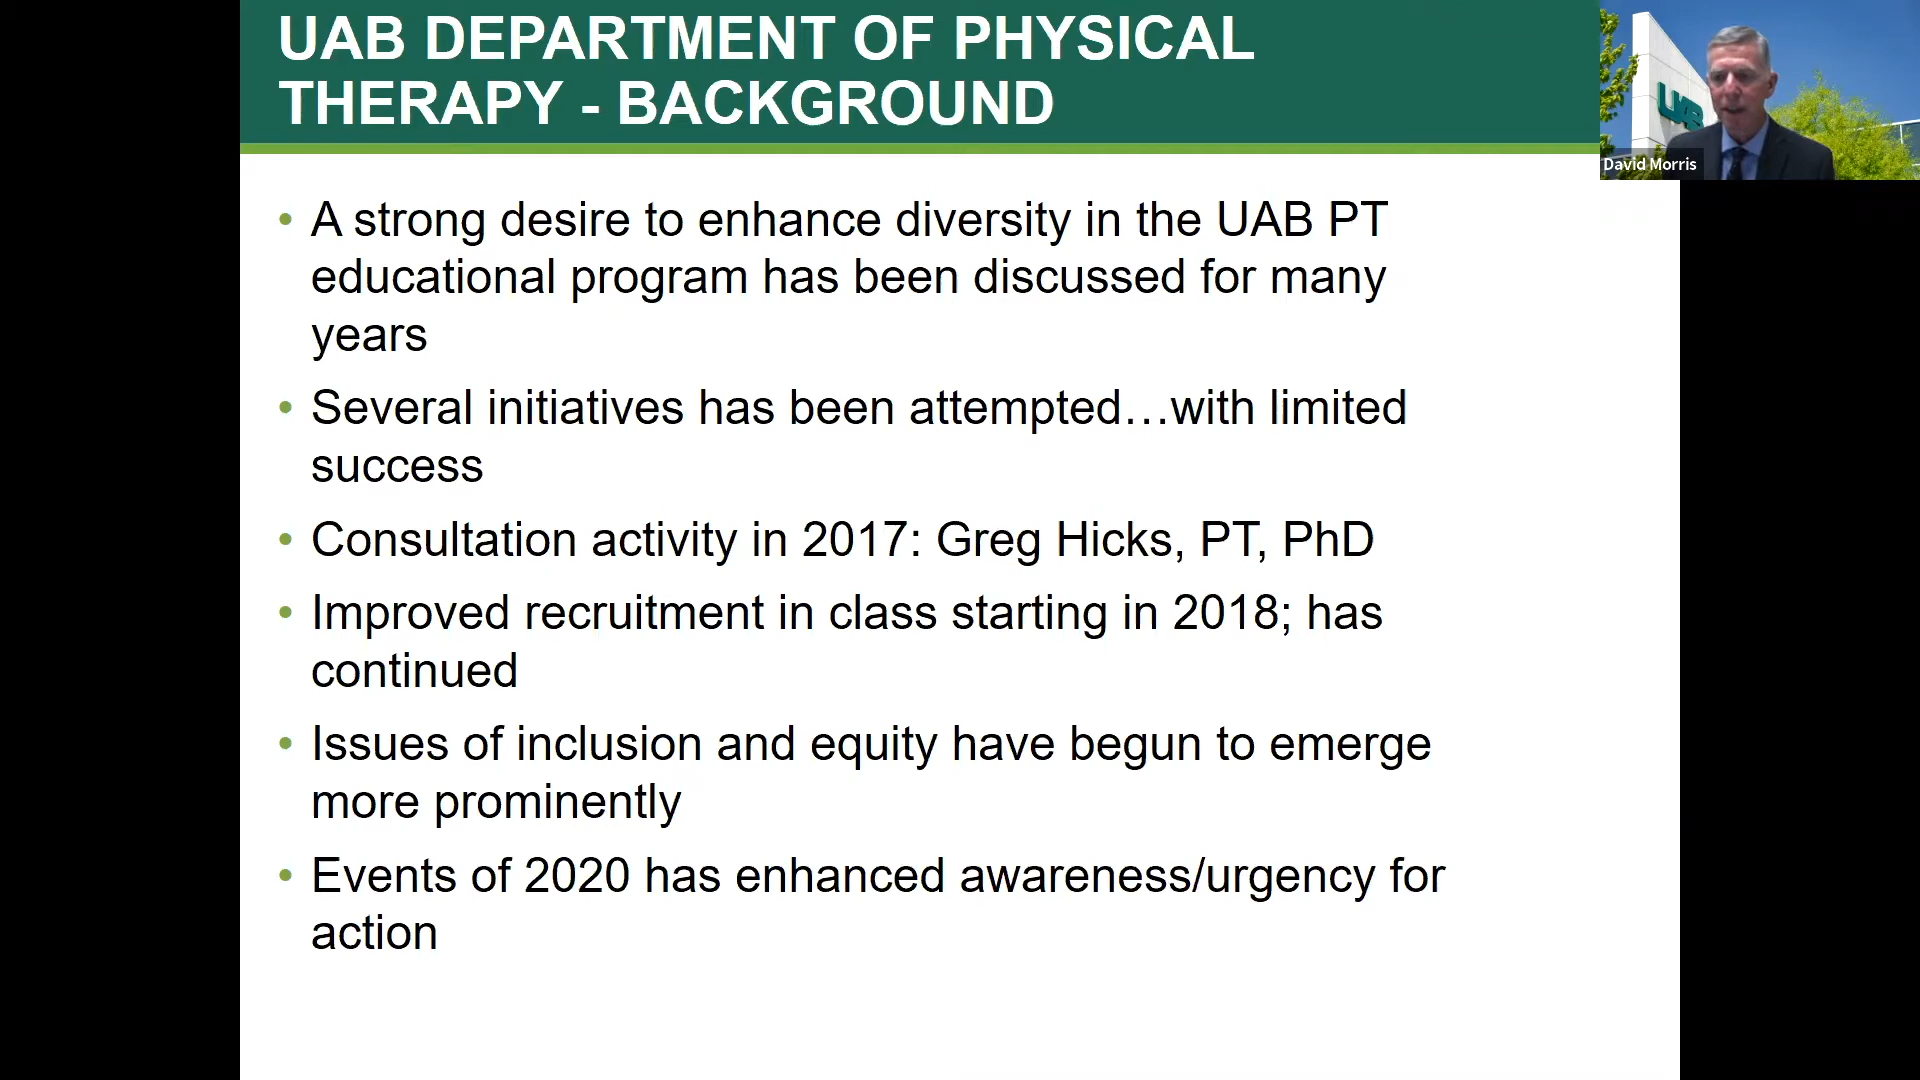 UAB DEPARTMENT OF PHYSICAL
THERAPY - BACKGROUND
UAB
David Morris
• A strong desire to enhance diversity in the UAB PT
educational program has been discussed for many
years
• Several initiatives has been attempted…with limited
success
• Consultation activity in 2017: Greg Hicks, PT, PhD
• Improved recruitment in class starting in 2018; has
continued
• Issues of inclusion and equity have begun to emerge
more prominently
• Events of 2020 has enhanced awareness/urgency for
action